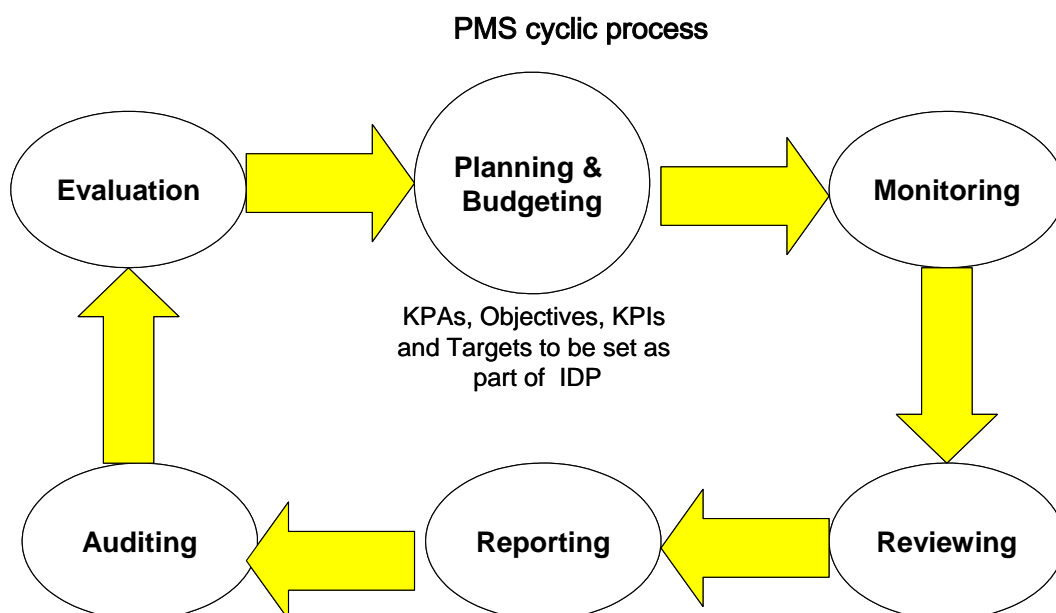 PMS cyclic process
Evaluation
Planning &
Budgeting
Monitoring
KPAs, Objectives, KPIs
and Targets to be set as
part of  IDP
Auditing
Reporting
Reviewing